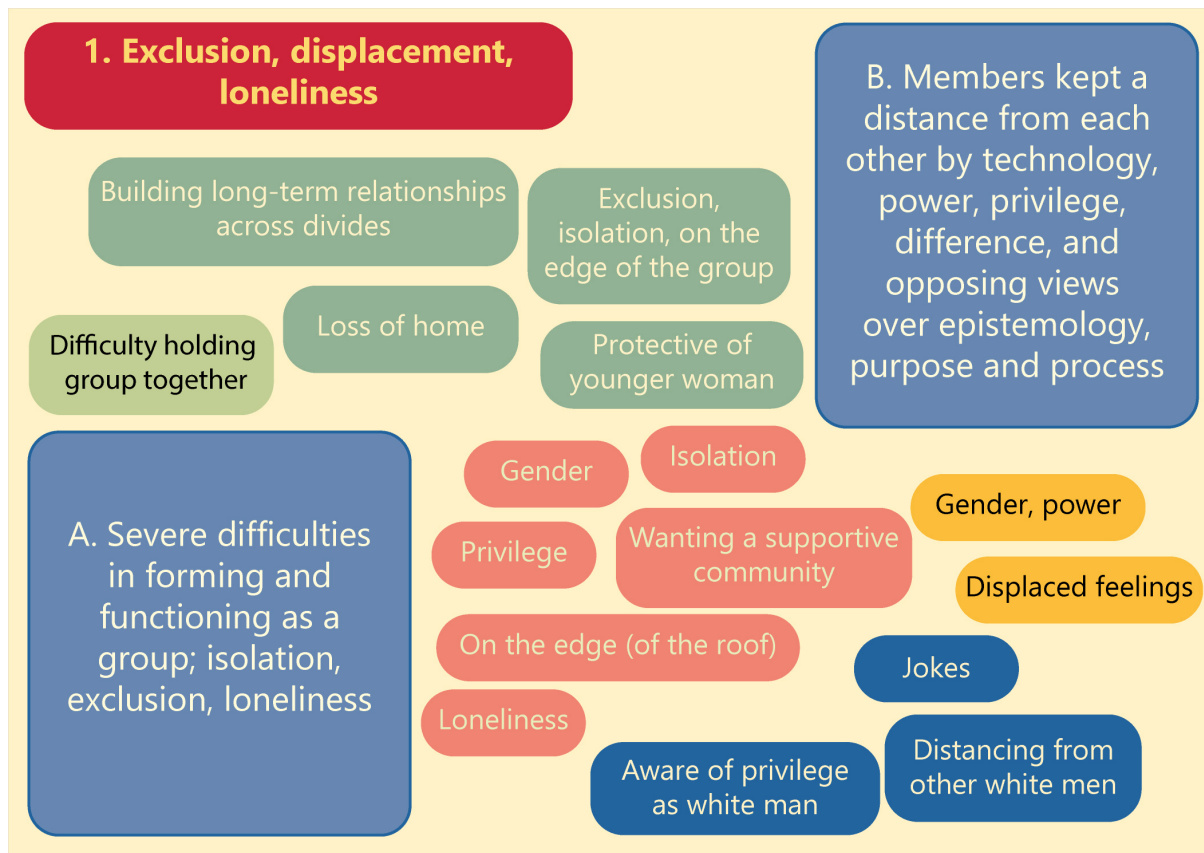 1. Exclusion, displacement,
loneliness
B. Members kept a
distance from each
other by technology,
power, privilege,
difference, and
opposing views
over epistemology,
purpose and process
Building long-term relationships
across divides
Exclusion,
isolation, on the
edge of the group
Loss of home
Difficulty holding
group together
Protective of
younger woman
A. Severe difficulties
in forming and
functioning as a
group; isolation,
exclusion, loneliness
Gender
Isolation
Privilege
Wanting a supportive
community
Gender, power
Displaced feelings
On the edge (of the roof)
Jokes
Loneliness
Aware of privilege
as white man
Distancing from
other white men